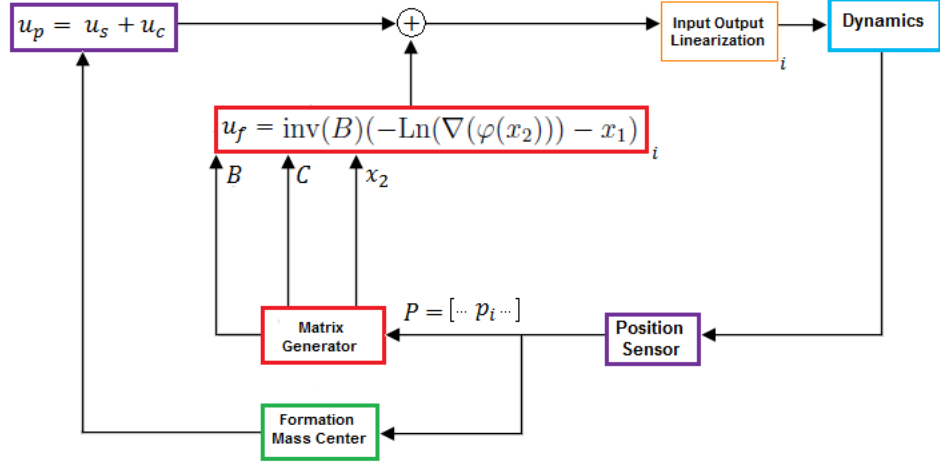 u_p = u_s + u_c
+
Input Output
Linearization
i
Dynamics
u_f = inv(B)(−Ln(∇(φ(x_2))) − x_1)
i
B
C
x_2
P = [··· p_i ···]
Matrix
Generator
Position
Sensor
Formation
Mass Center